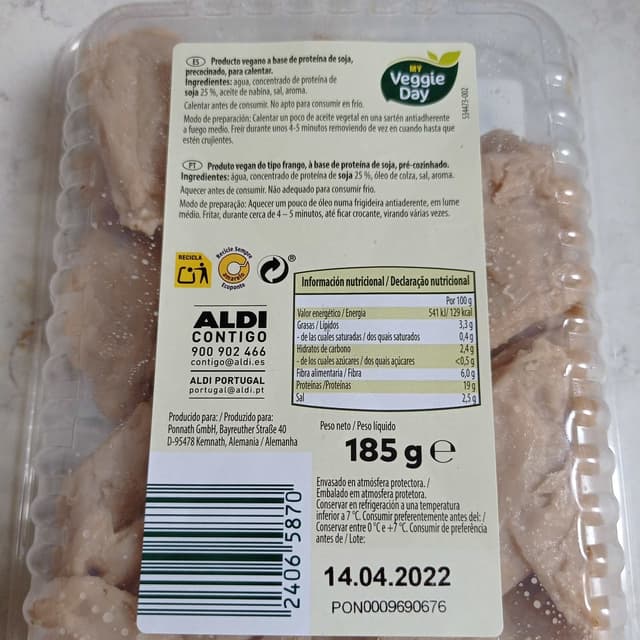 ES Producto vegano a base de proteína de soja,
precocinado, para calentar.
Ingredientes: agua, concentrado de proteína de
soja 25 %, aceite de nabina, sal, aroma.
Calentar antes de consumir. No apto para consumir en frío.
Modo de preparación: Calentar un poco de aceite vegetal en una sartén antiadherente
a fuego medio. Freír durante unos 4-5 minutos removiendo de vez en cuando hasta que
estén crujientes.
MY
Veggie
Day
534473-002
PT Produto vegan do tipo frango, à base de proteína de soja, pré-cozinhado.
Ingredientes: água, concentrado de proteína de soja 25 %, óleo de colza, sal, aroma.
Aquecer antes de consumir. Não adequado para consumir frio.
Modo de preparação: Aquecer um pouco de óleo numa frigideira antiaderente, em lume
médio. Fritar, durante cerca de 4 – 5 minutos, até ficar crocante, virando várias vezes.
RECICLA
Recicle Sempre
Amarelo
Ecoponto
®
ALDI
CONTIGO
900 902 466
contigo@aldi.es
ALDI PORTUGAL
portugal@aldi.pt
Información nutricional / Declaração nutricional
Por 100 g
Valor energético / Energia 541 kJ/ 129 kcal
Grasas / Lípidos 3,3 g
- de las cuales saturadas / dos quais saturados 0,4 g
Hidratos de carbono 2,4 g
- de los cuales azúcares / dos quais açúcares <0,5 g
Fibra alimentaria / Fibra 6,0 g
Proteínas /Proteínas 19 g
Sal 2,5 g
Producido para: / Produzido para:
Ponnath GmbH, Bayreuther Straße 40
D-95478 Kemnath, Alemania / Alemanha
Peso neto / Peso líquido
185 g e
Envasado en atmósfera protectora. /
Embalado em atmosfera protetora.
Conservar en refrigeración a una temperatura
inferior a 7 °C. Consumir preferentemente antes del: /
Conservar entre 0 °C e +7 °C. Consumir de preferência
antes de / Lote:
2406 5870
14.04.2022
PON0009690676